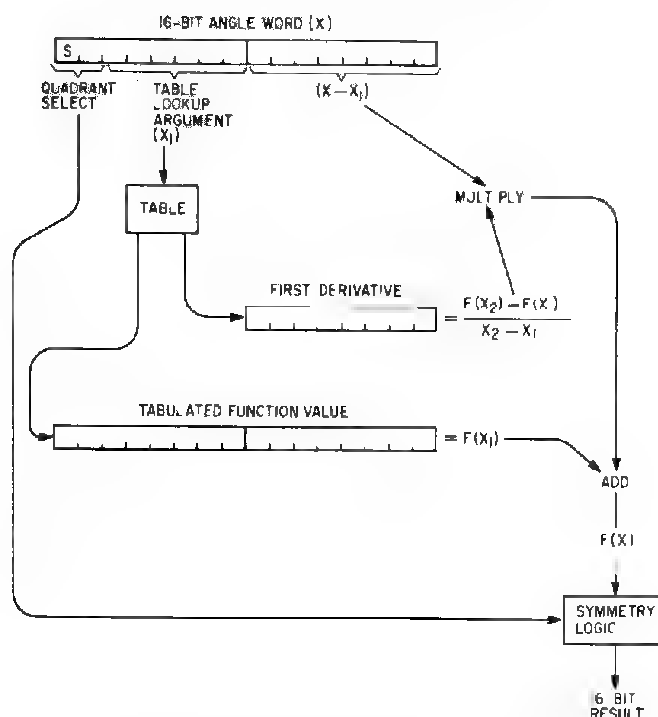 16-BIT ANGLE WORD (X)
S
QUADRANT
SELECT
TABLE
LOOKUP
ARGUMENT
(X₁)
(X–X₁)
TABLE
MULTIPLY
FIRST DERIVATIVE
= F(X₂) – F(X)
X₂ – X₁
TABULATED FUNCTION VALUE
= F(X₁)
ADD
F(X)
SYMMETRY
LOGIC
16 BIT
RESULT